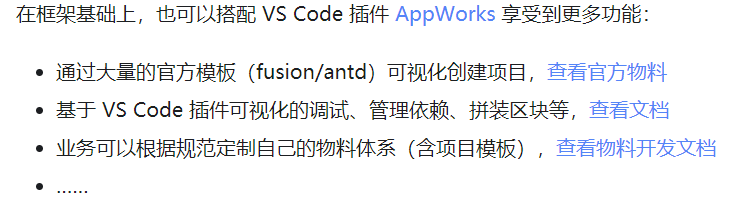 在框架基础上，也可以搭配 VS Code 插件 AppWorks 享受到更多功能：
• 通过大量的官方模板（fusion/antd）可视化创建项目，查看官方物料
• 基于 VS Code 插件可视化的调试、管理依赖、拼装区块等，查看文档
• 业务可以根据规范定制自己的物料体系（含项目模板），查看物料开发文档
• ……